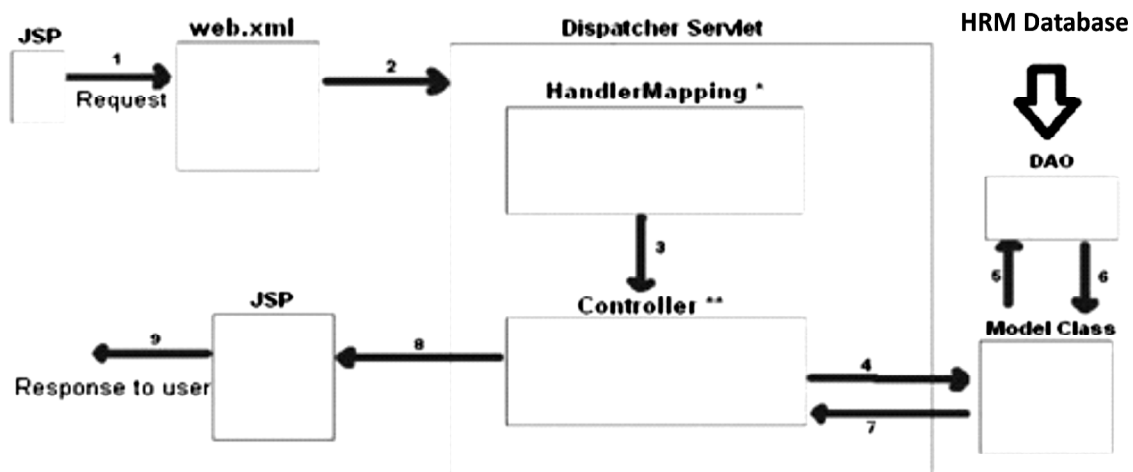 JSP
1
Request
web.xml
2
Dispatcher Servlet
HandlerMapping *
3
Controller **
HRM Database
DAO
5
6
Model Class
4
7
8
JSP
9
Response to user